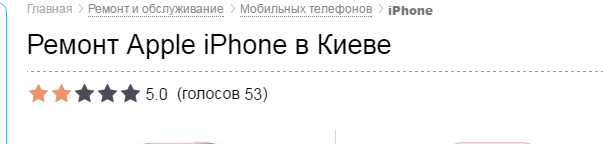 Главная > Ремонт и обслуживание > Мобильных телефонов > iPhone
Ремонт Apple iPhone в Киеве
5.0 (голосов 53)